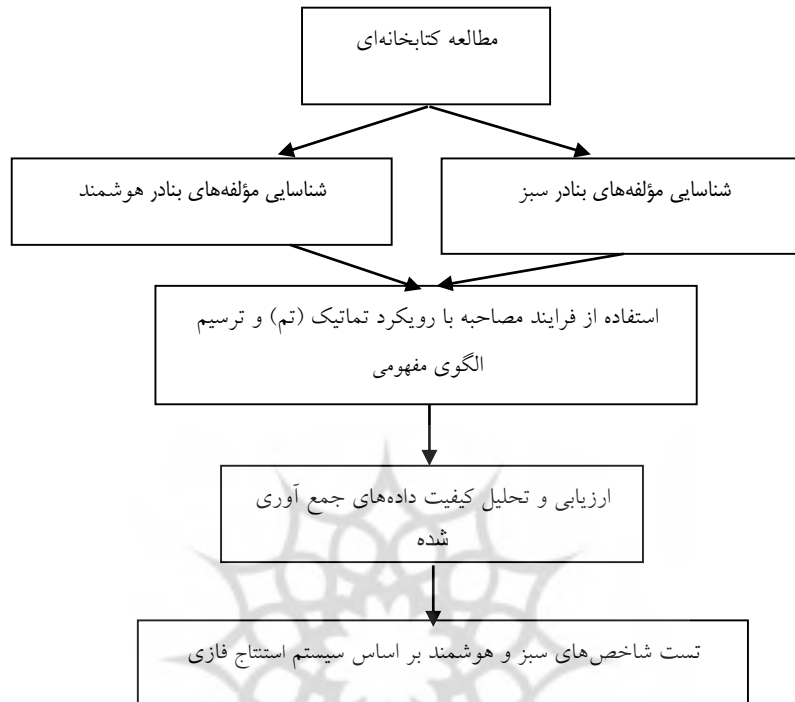 مطالعه کتابخانه‌ای
شناسایی مؤلفه‌های بنادر سبز
شناسایی مؤلفه‌های بنادر هوشمند
استفاده از فرایند مصاحبه با رویکرد تماتیک (تم) و ترسیم
الگوی مفهومی
ارزیابی و تحلیل کیفیت داده‌های جمع آوری
شده
تست شاخص‌های سبز و هوشمند بر اساس سیستم استنتاج فازی